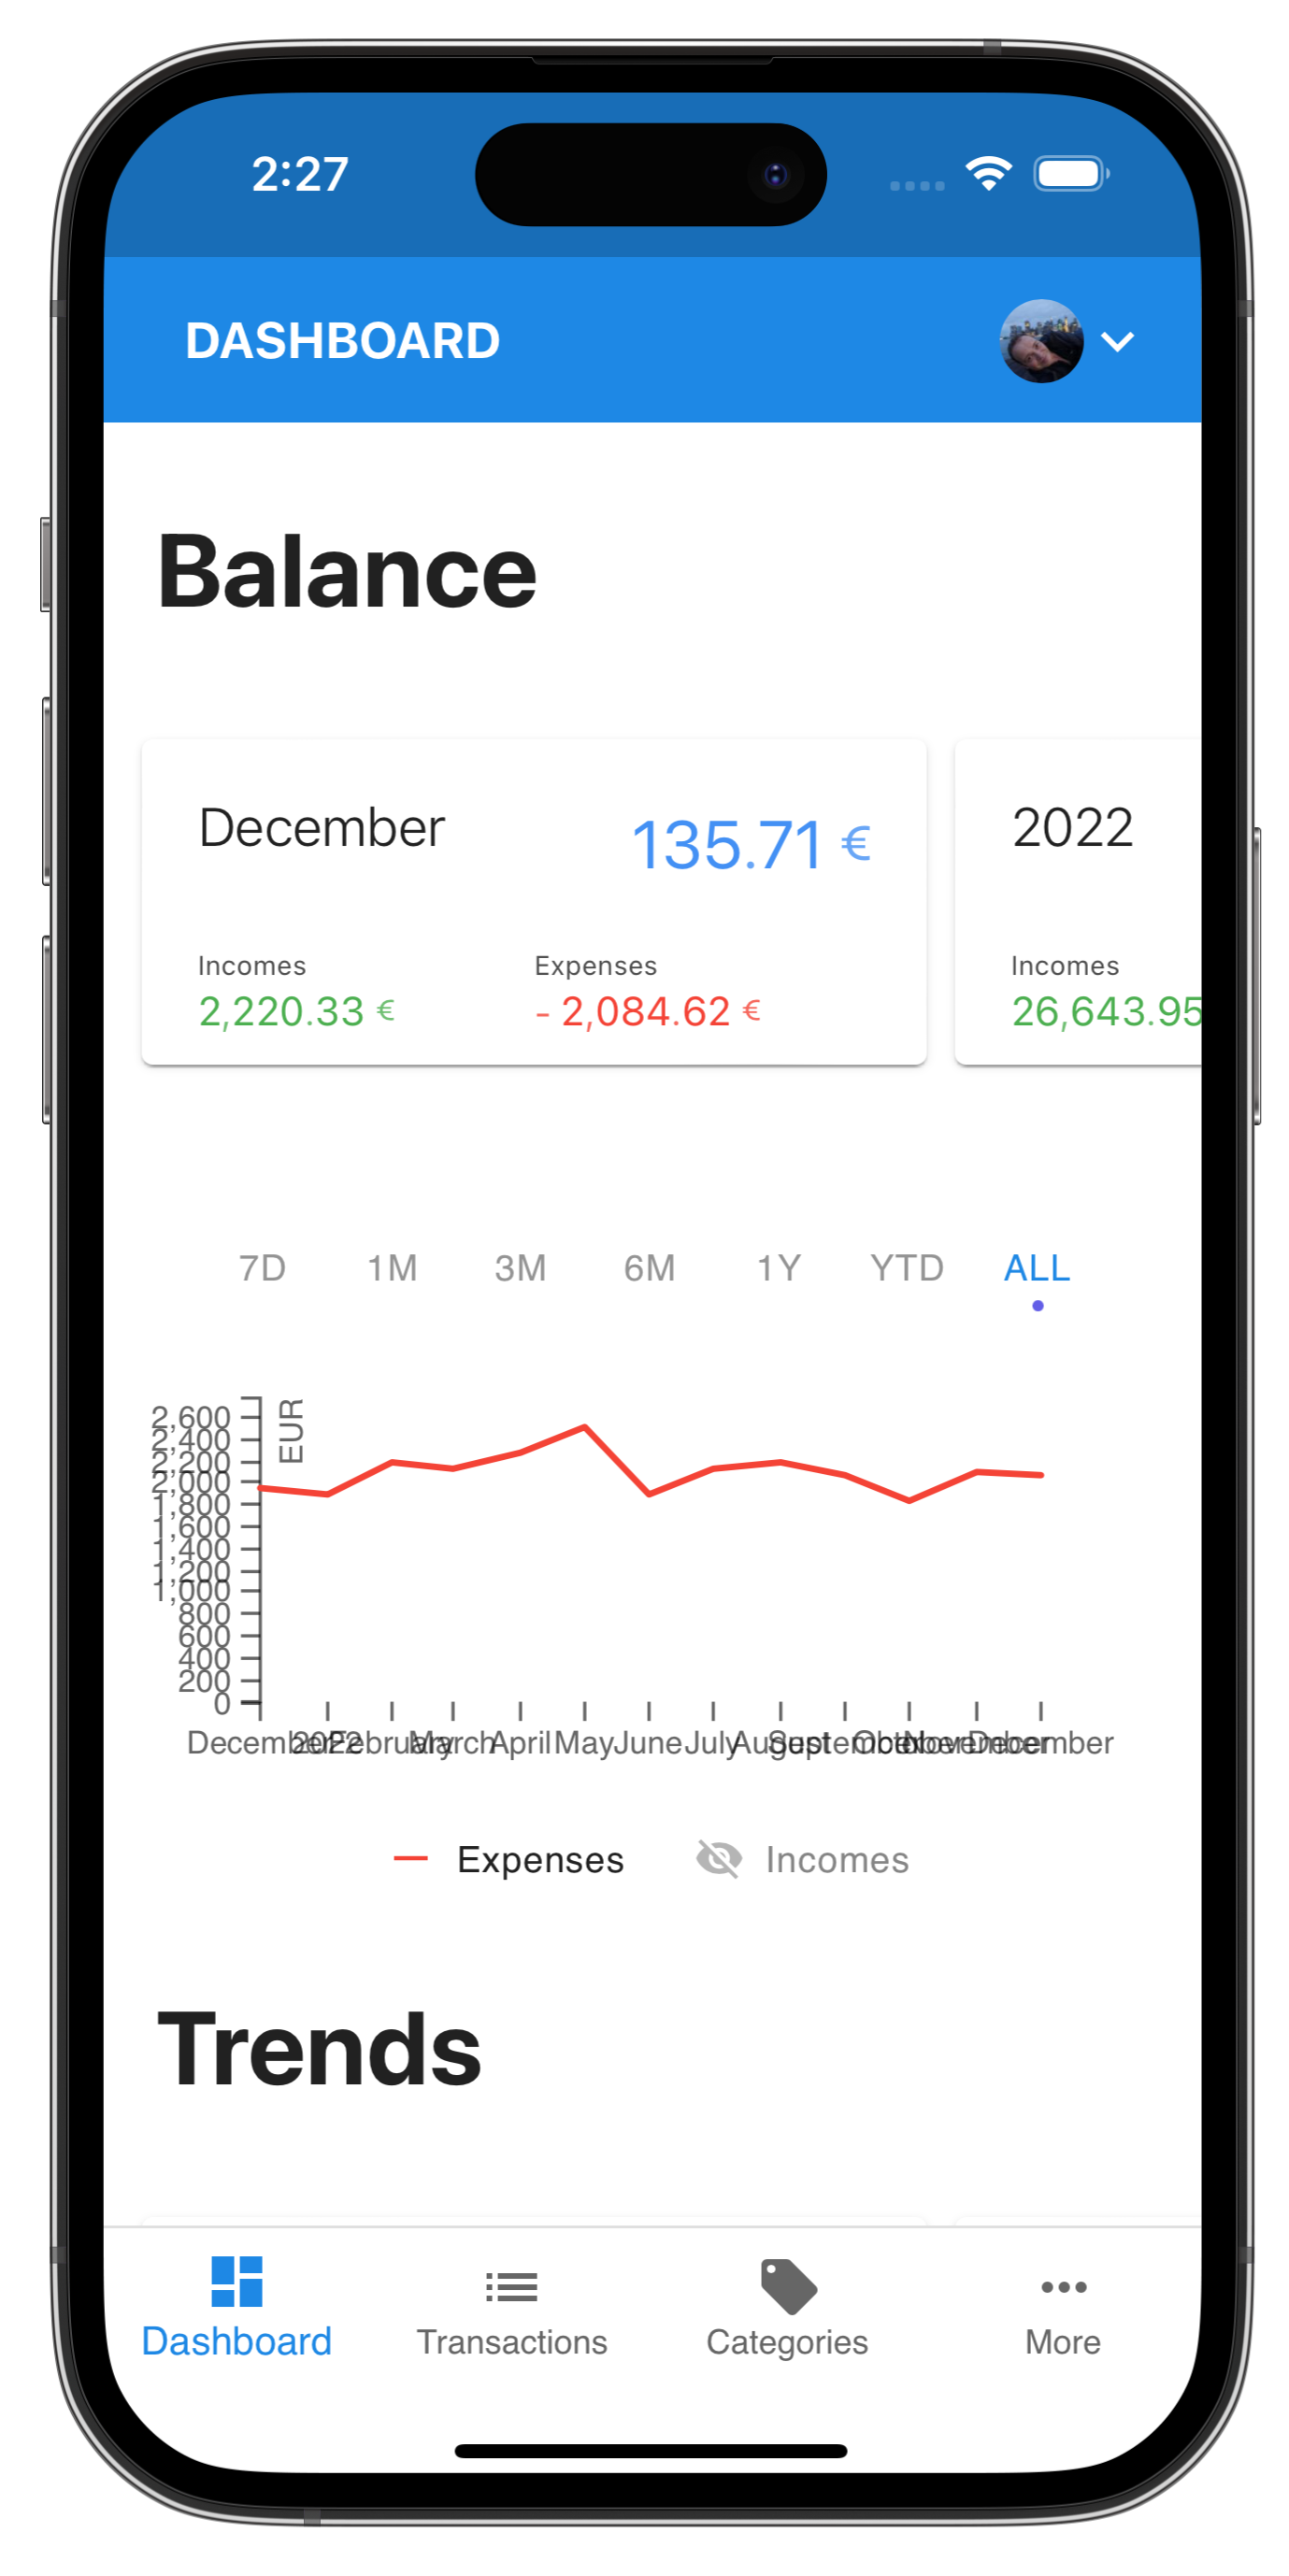 2:27
DASHBOARD
Balance
December 135.71 € 2022
Incomes Expenses Incomes
2,220.33 € - 2,084.62 € 26,643.95
7D 1M 3M 6M 1Y YTD ALL
EUR
2,600
2,400
2,200
2,000
1,800
1,600
1,400
1,200
1,000
800
600
400
200
0
December 2022 February March April May June July August September October November December
Expenses Incomes
Trends
Dashboard Transactions Categories More